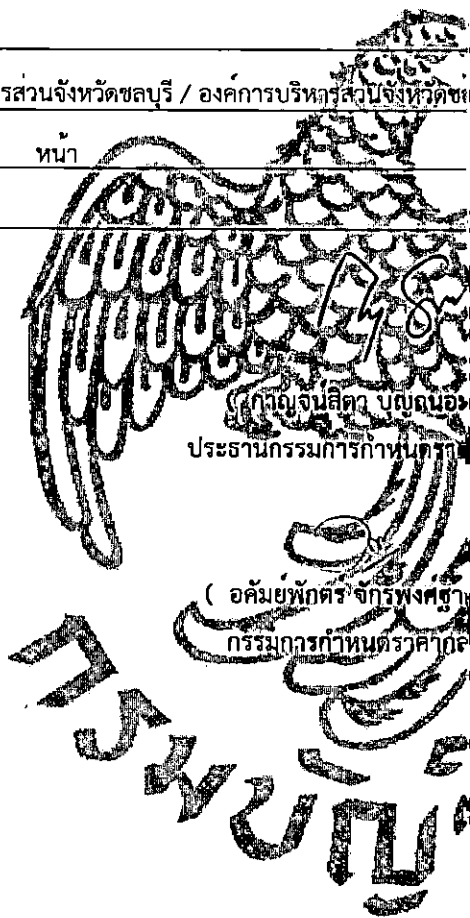 รส่วนจังหวัดชลบุรี / องค์การบริหารส่วนจังหวัดช
หน้า
( กาญจน์สิตา บุญถนอม
ประธานกรรมการกำหนดรา
( อคัมย์พักตร์ จักรพงศ์ฐา
กรรมการกำหนดราคากล
กรมบั